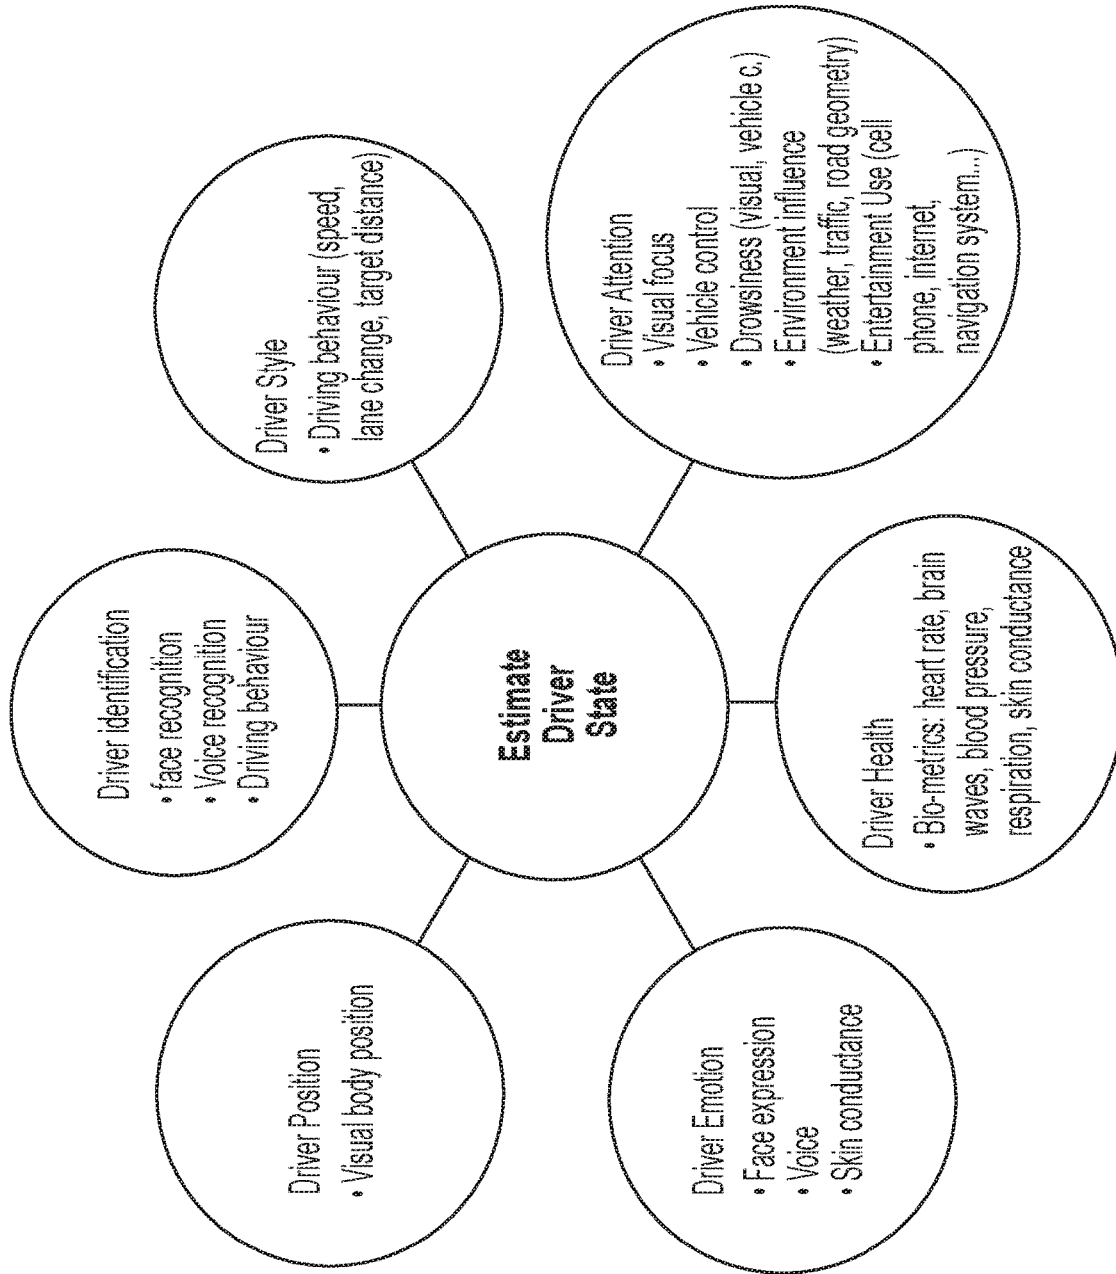 Driver identification
• face recognition
• Voice recognition
• Driving behaviour
Driver Position
• Visual body position
Driver Style
• Driving behaviour (speed,
lane change, target distance)
Estimate
Driver
State
Driver Emotion
• Face expression
• Voice
• Skin conductance
Driver Attention
• Visual focus
• Vehicle control
• Drowsiness (visual, vehicle c.)
• Environment influence
(weather, traffic, road geometry)
• Entertainment Use (cell
phone, internet,
navigation system...)
Driver Health
• Bio-metrics: heart rate, brain
waves, blood pressure,
respiration, skin conductance